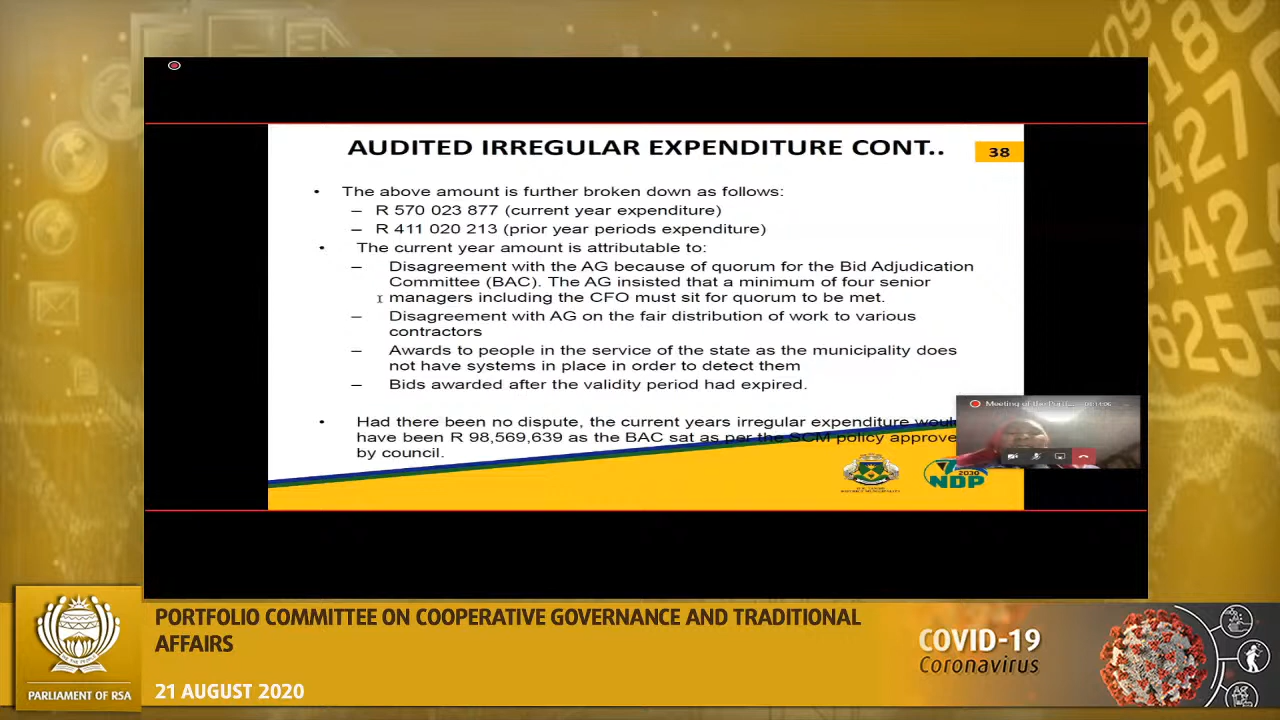 AUDITED IRREGULAR EXPENDITURE CONT..
38
• The above amount is further broken down as follows:
– R 570 023 877 (current year expenditure)
– R 411 020 213 (prior year periods expenditure)
• The current year amount is attributable to:
– Disagreement with the AG because of quorum for the Bid Adjudication
Committee (BAC). The AG insisted that a minimum of four senior
managers including the CFO must sit for quorum to be met.
– Disagreement with AG on the fair distribution of work to various
contractors
– Awards to people in the service of the state as the municipality does
not have systems in place in order to detect them
– Bids awarded after the validity period had expired.
• Had there been no dispute, the current years irregular expenditure
have been R 98,569,639 as the BAC sat as per the SCM policy
by council.
Meeting of the
2030
NDP
PORTFOLIO COMMITTEE ON COOPERATIVE GOVERNANCE AND TRADITIONAL
AFFAIRS
21 AUGUST 2020
PARLIAMENT OF RSA
COVID-19
Coronavirus